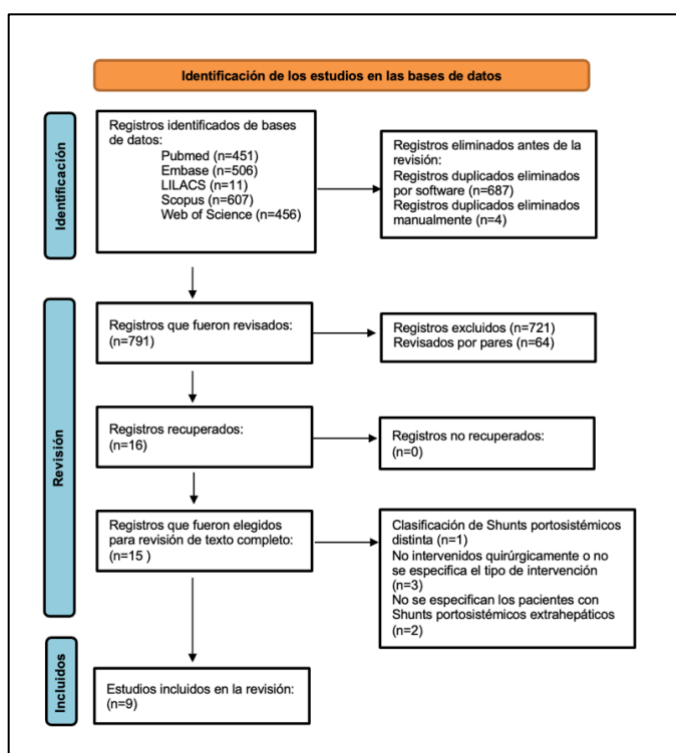 Identificación de los estudios en las bases de datos
Identificación
Registros identificados de bases
de datos:
Pubmed (n=451)
Embase (n=506)
LILACS (n=11)
Scopus (n=607)
Web of Science (n=456)
Registros eliminados antes de la
revisión:
Registros duplicados eliminados
por software (n=687)
Registros duplicados eliminados
manualmente (n=4)
Revisión
Registros que fueron revisados:
(n=791)
Registros excluidos (n=721)
Revisados por pares (n=64)
Registros recuperados:
(n=16)
Registros no recuperados:
(n=0)
Registros que fueron elegidos
para revisión de texto completo:
(n=15 )
Clasificación de Shunts portosistémicos
distinta (n=1)
No intervenidos quirúrgicamente o no
se especifica el tipo de intervención
(n=3)
No se especifican los pacientes con
Shunts portosistémicos extrahepáticos
(n=2)
Incluidos
Estudios incluidos en la revisión:
(n=9)